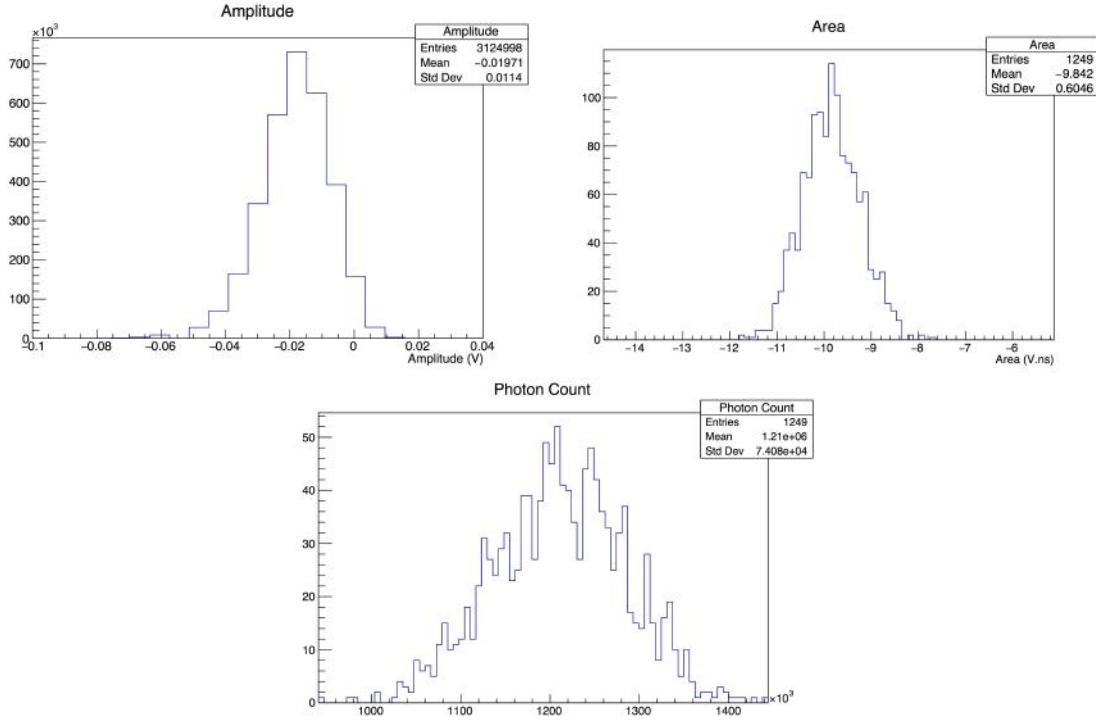 Amplitude
×10³
Amplitude
Entries 3124998
Mean −0.01971
Std Dev 0.0114
700
600
500
400
300
200
100
0
−0.1 −0.08 −0.06 −0.04 −0.02 0 0.02 0.04
Amplitude (V)
Area
Area
Entries 1249
Mean −9.842
Std Dev 0.6046
100
80
60
40
20
0
−14 −13 −12 −11 −10 −9 −8 −7 −6
Area (V.ns)
Photon Count
Photon Count
Entries 1249
Mean 1.21e+06
Std Dev 7.408e+04
50
40
30
20
10
0
1000 1100 1200 1300 1400
×10³